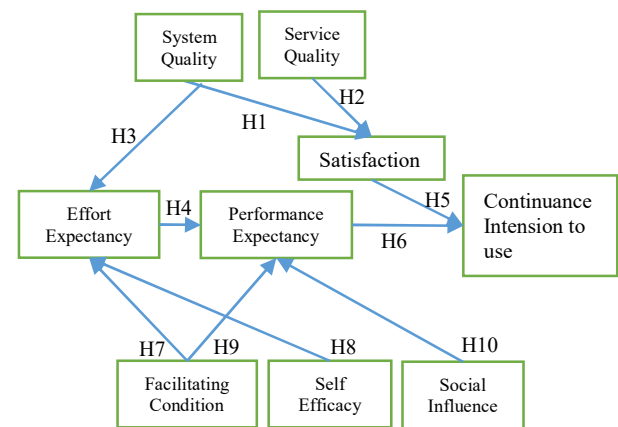 System
Quality
Service
Quality
H2
H1
H3
Satisfaction
Effort
Expectancy
H4
Performance
Expectancy
H5
H6
Continuance
Intension to
use
H7
H9
H8
H10
Facilitating
Condition
Self
Efficacy
Social
Influence